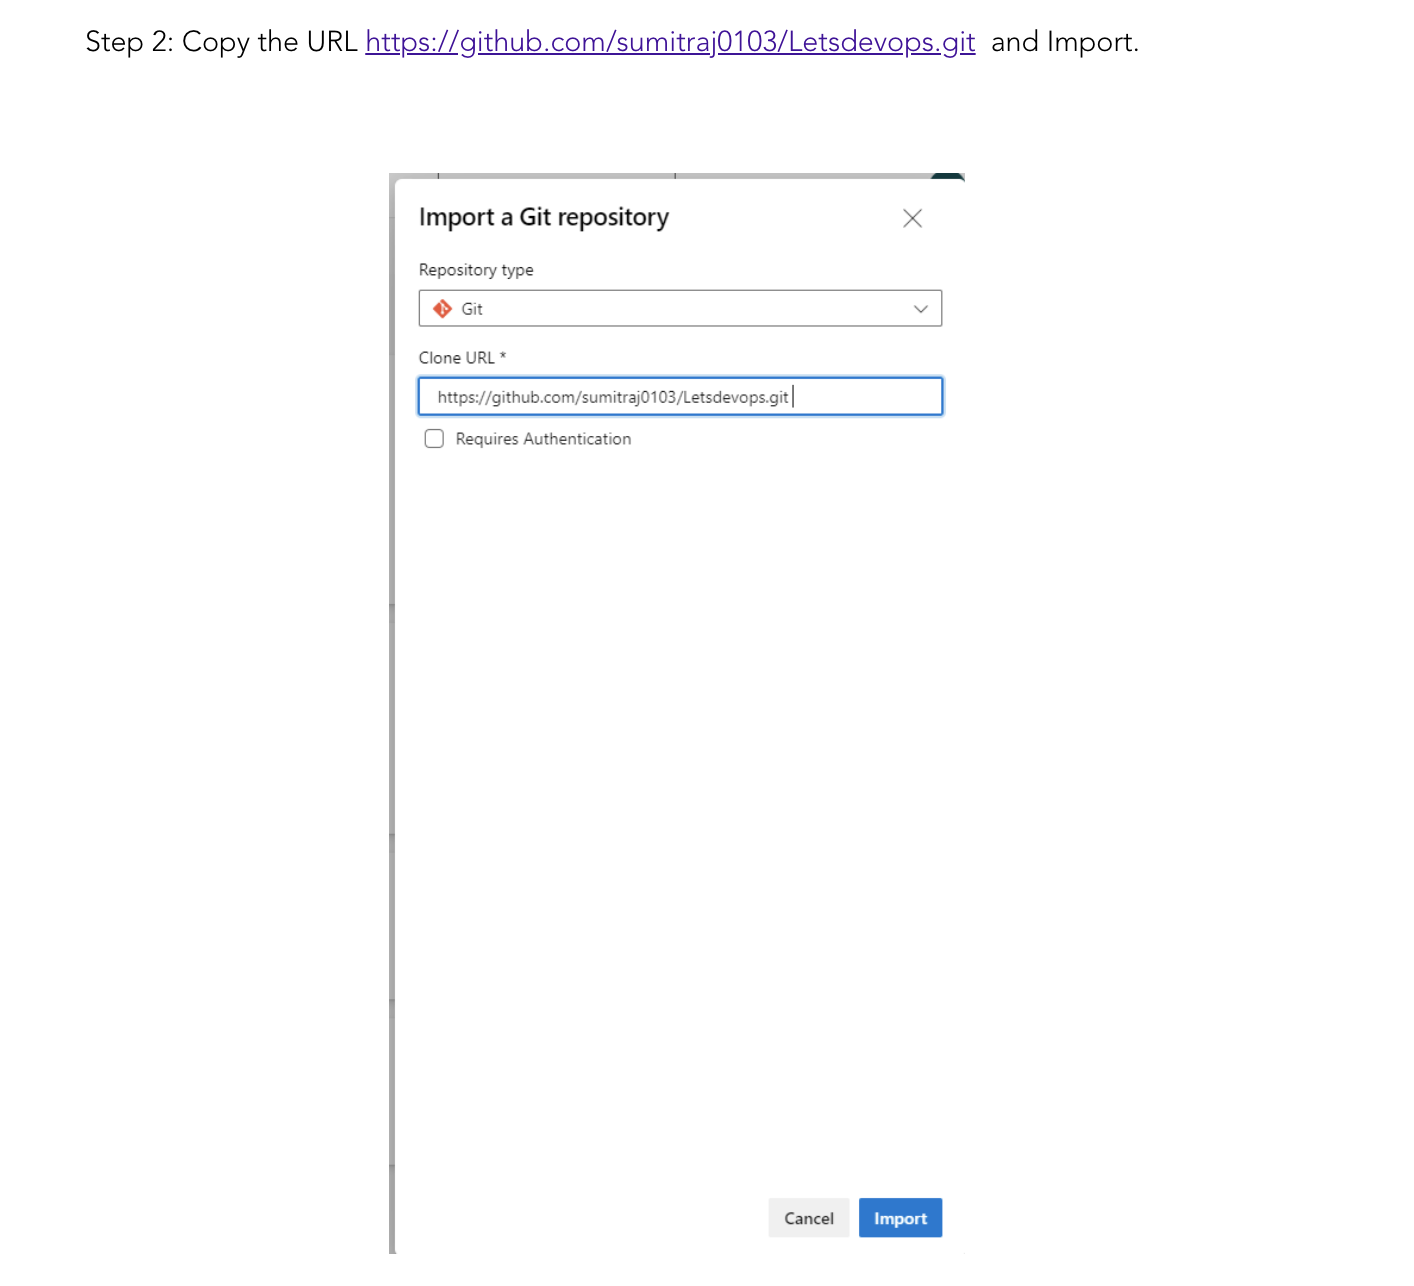 Step 2: Copy the URL https://github.com/sumitraj0103/Letsdevops.git and Import.
Import a Git repository
Repository type
Git
Clone URL *
https://github.com/sumitraj0103/Letsdevops.git
Requires Authentication
Cancel Import